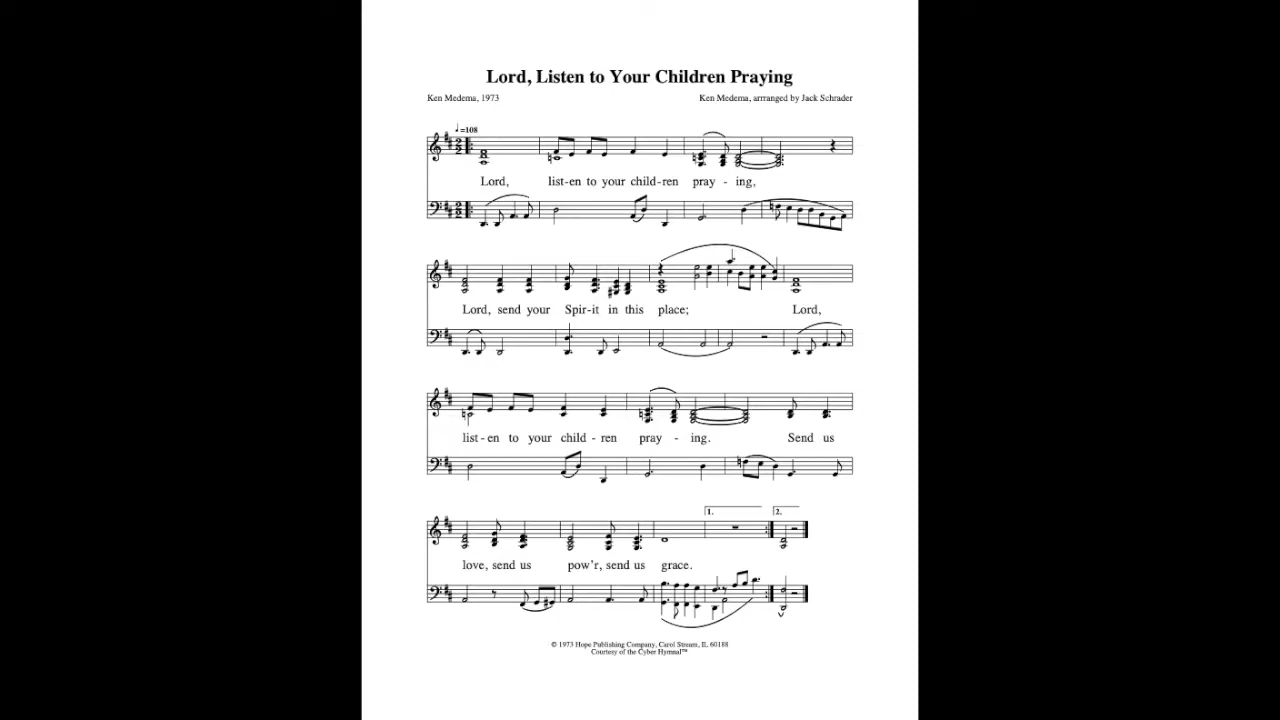 Lord, Listen to Your Children Praying
Ken Medema, 1973
Ken Medema, arrranged by Jack Schrader
♩=108
Lord, list-en to your child-ren pray - ing,
Lord, send your Spir-it in this place; Lord,
list - en to your child - ren pray - ing. Send us
1. 2.
love, send us pow'r, send us grace.
© 1973 Hope Publishing Company, Carol Stream, IL 60188
Courtesy of the Cyber Hymnal™